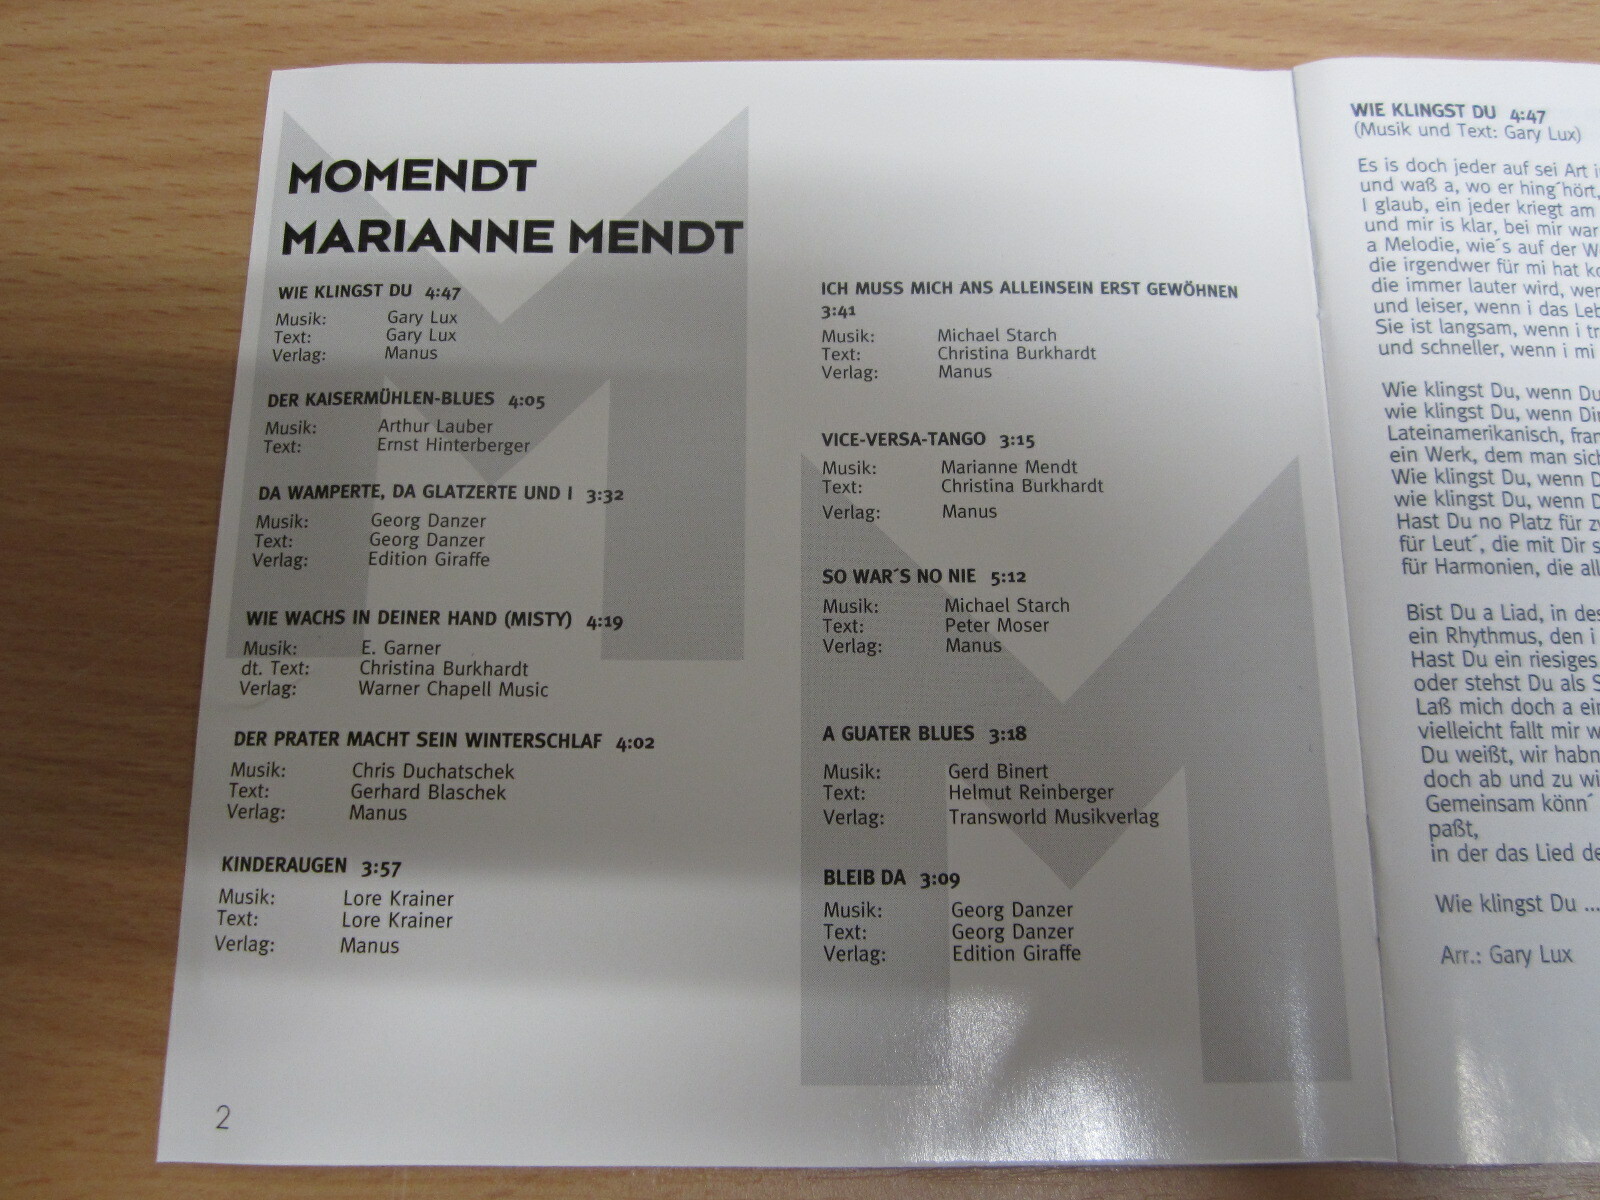 MOMENDT
MARIANNE MENDT
WIE KLINGST DU 4:47
Musik: Gary Lux
Text: Gary Lux
Verlag: Manus
DER KAISERMÜHLEN-BLUES 4:05
Musik: Arthur Lauber
Text: Ernst Hinterberger
DA WAMPERTE, DA GLATZERTE UND I 3:32
Musik: Georg Danzer
Text: Georg Danzer
Verlag: Edition Giraffe
WIE WACHS IN DEINER HAND (MISTY) 4:19
Musik: E. Garner
dt. Text: Christina Burkhardt
Verlag: Warner Chapell Music
DER PRATER MACHT SEIN WINTERSCHLAF 4:02
Musik: Chris Duchatschek
Text: Gerhard Blaschek
Verlag: Manus
KINDERAUGEN 3:57
Musik: Lore Krainer
Text: Lore Krainer
Verlag: Manus
2
ICH MUSS MICH ANS ALLEINSEIN ERST GEWÖHNEN
3:41
Musik: Michael Starch
Text: Christina Burkhardt
Verlag: Manus
VICE-VERSA-TANGO 3:15
Musik: Marianne Mendt
Text: Christina Burkhardt
Verlag: Manus
SO WAR´S NO NIE 5:12
Musik: Michael Starch
Text: Peter Moser
Verlag: Manus
A GUATER BLUES 3:18
Musik: Gerd Binert
Text: Helmut Reinberger
Verlag: Transworld Musikverlag
BLEIB DA 3:09
Musik: Georg Danzer
Text: Georg Danzer
Verlag: Edition Giraffe
WIE KLINGST DU 4:47
(Musik und Text: Gary Lux)
Es is doch jeder auf sei Art
und waß a, wo er hing´hört,
I glaub, ein jeder kriegt am
und mir is klar, bei mir war
a Melodie, wie´s auf der
die irgendwer für mi hat
die immer lauter wird,
und leiser, wenn i das
Sie ist langsam, wenn i
und schneller, wenn i mi
Wie klingst Du, wenn Du
wie klingst Du, wenn
Lateinamerikanisch,
ein Werk, dem man
Wie klingst Du, wenn
wie klingst Du, wenn
Hast Du no Platz für
für Leut´, die mit Dir
für Harmonien, die
Bist Du a Liad, in
ein Rhythmus, den i
Hast Du ein riesiges
oder stehst Du als
Laß mich doch a
vielleicht fallt mir
Du weißt, wir habn
doch ab und zu
Gemeinsam könn´
paßt,
in der das Lied
Wie klingst Du ...
Arr.: Gary Lux